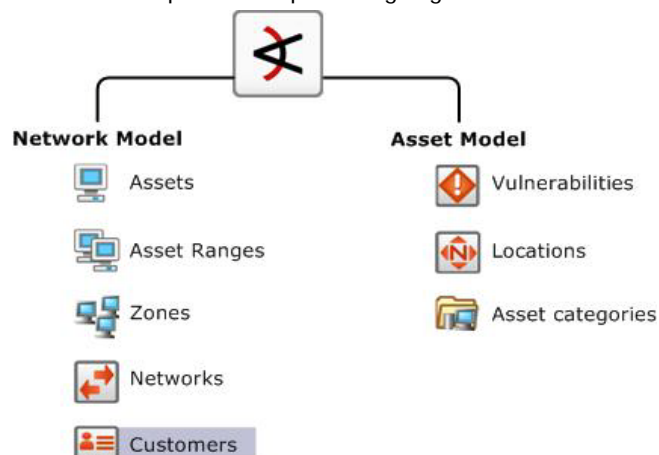 Network Model
Assets
Asset Ranges
Zones
Networks
Customers
Asset Model
Vulnerabilities
Locations
Asset categories